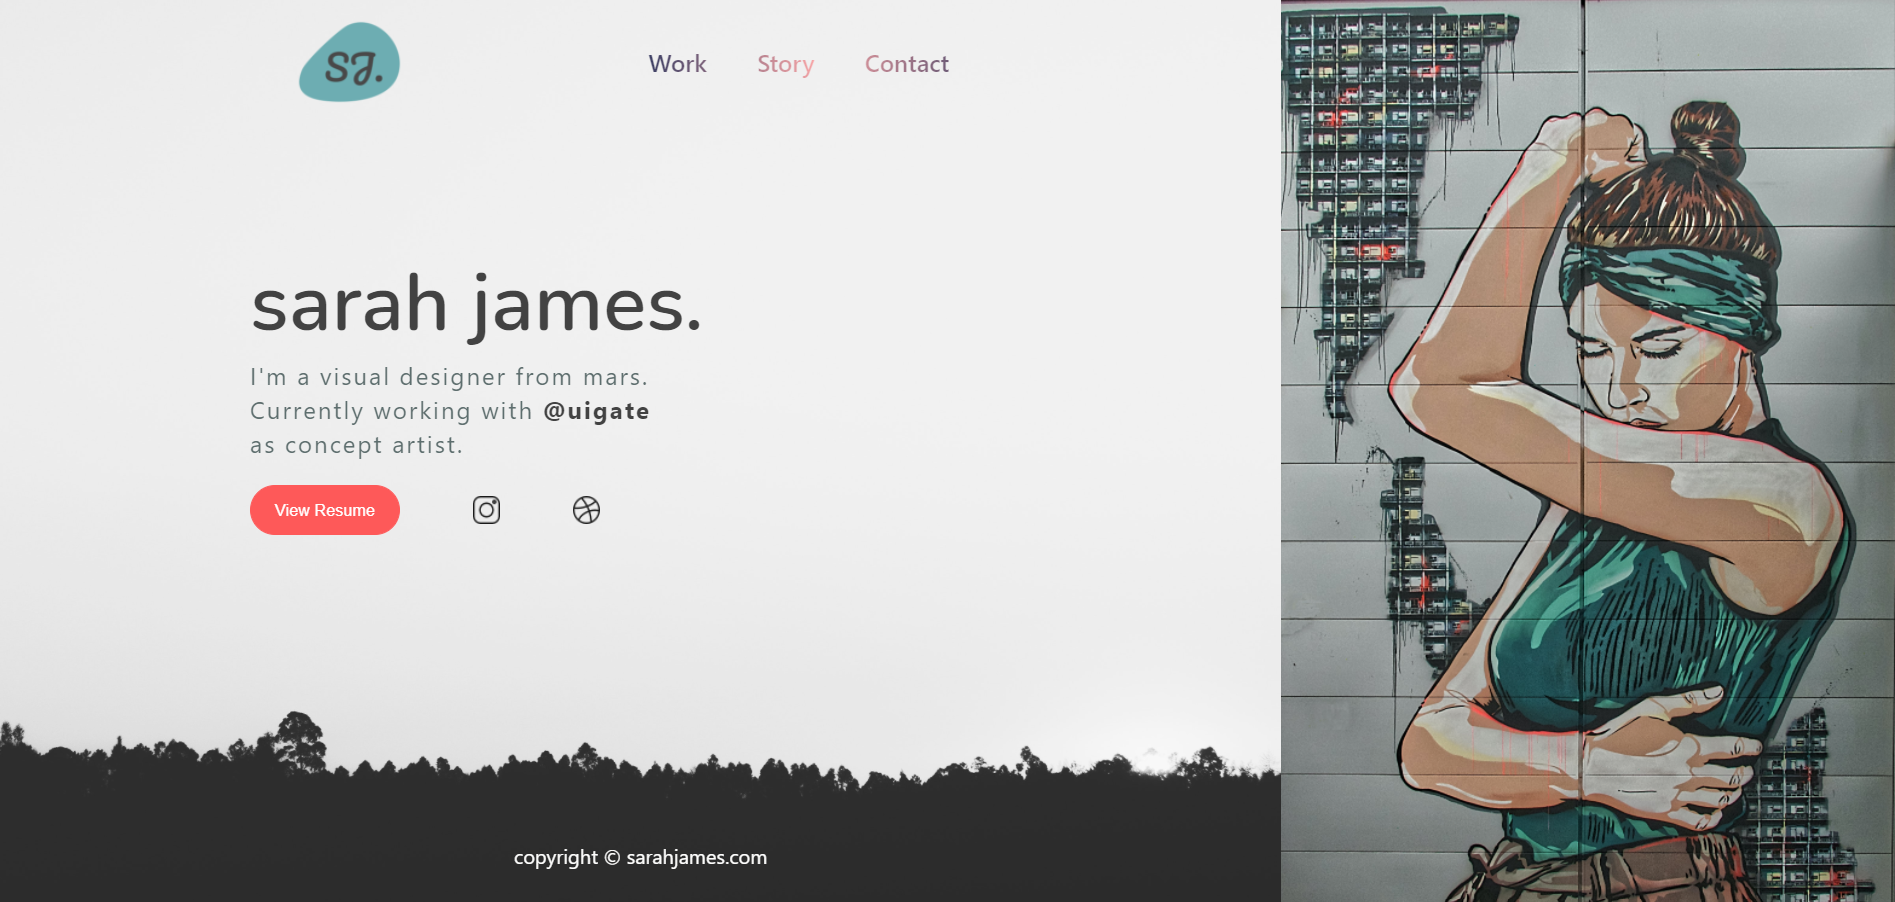 SJ.
Work Story Contact
sarah james.
I'm a visual designer from mars.
Currently working with @uigate
as concept artist.
View Resume
copyright © sarahjames.com